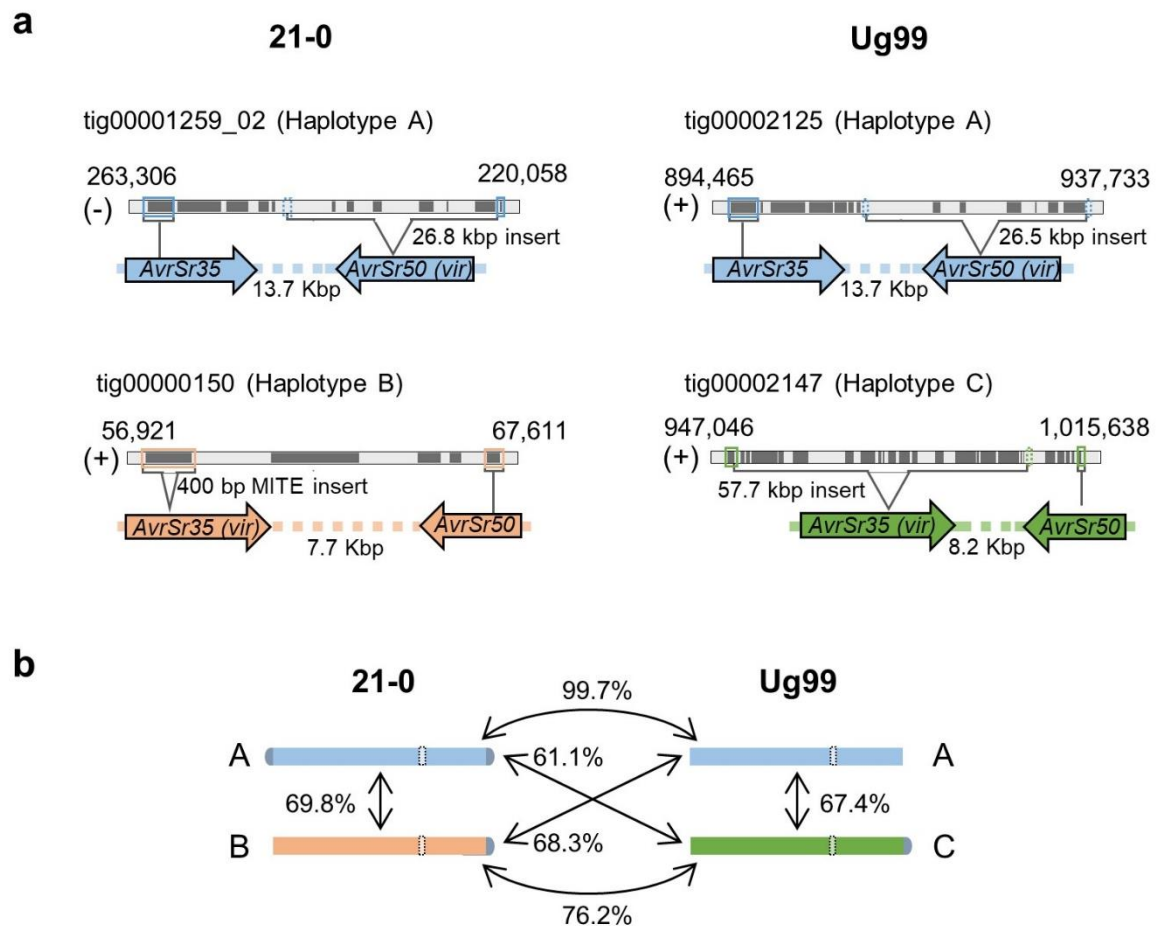 a
21-0
Ug99
tig00001259_02 (Haplotype A)
tig00002125 (Haplotype A)
263,306
220,058
894,465
937,733
(-)
(+)
26.8 kbp insert
26.5 kbp insert
AvrSr35
AvrSr50 (vir)
AvrSr35
AvrSr50 (vir)
13.7 Kbp
13.7 Kbp
tig00000150 (Haplotype B)
tig00002147 (Haplotype C)
56,921
67,611
947,046
1,015,638
(+)
(+)
400 bp MITE insert
57.7 kbp insert
AvrSr35 (vir)
AvrSr50
AvrSr35 (vir)
AvrSr50
7.7 Kbp
8.2 Kbp
b
21-0
Ug99
99.7%
A
61.1%
A
69.8%
67.4%
B
68.3%
C
76.2%